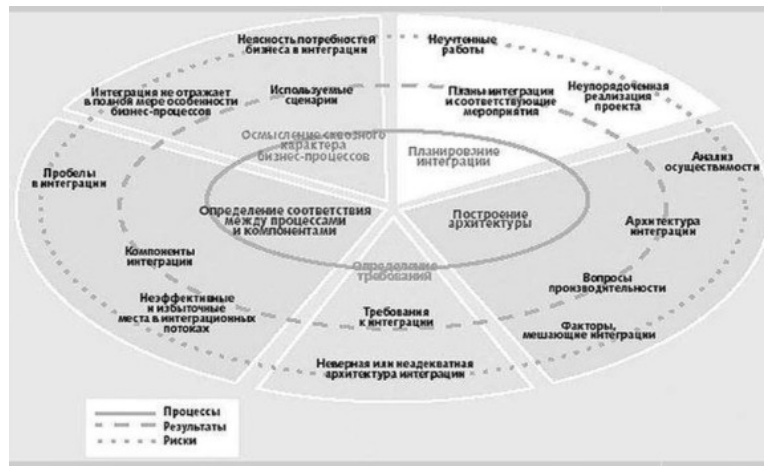 Неясность потребностей
бизнеса в интеграции
Неучтенные
работы
Интеграция не отражает
в полной мере особенности
бизнес-процессов
Используемые
сценарии
Планы интеграции
и соответствующие
мероприятия
Неупорядоченная
реализация
проекта
Осмысление сквозного
характера
бизнес-процессов
Планирование
интеграции
Пробелы
в интеграции
Анализ
осуществимости
Определение соответствия
между процессами
и компонентами
Построение
архитектуры
Архитектура
интеграции
Компоненты
интеграции
Определение
требований
Вопросы
производительности
Неэффективные
и избыточные
места в интеграционных
потоках
Требования
к интеграции
Факторы,
мешающие интеграции
Неверная или неадекватная
архитектура интеграции
Процессы
Результаты
Риски